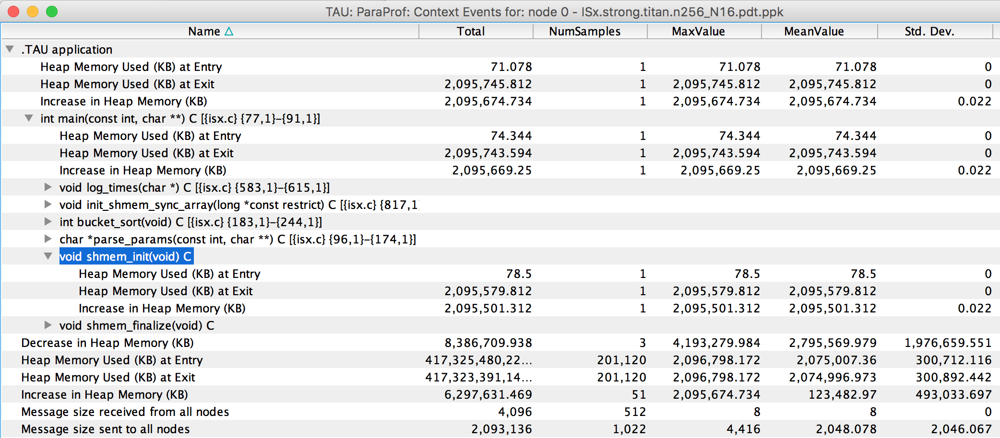 TAU: ParaProf: Context Events for: node 0 - ISx.strong.titan.n256_N16.pdt.ppk
Name △ Total NumSamples MaxValue MeanValue Std. Dev.
.TAU application
Heap Memory Used (KB) at Entry 71.078 1 71.078 71.078 0
Heap Memory Used (KB) at Exit 2,095,745.812 1 2,095,745.812 2,095,745.812 0
Increase in Heap Memory (KB) 2,095,674.734 1 2,095,674.734 2,095,674.734 0.022
int main(const int, char **) C [{isx.c} {77,1}-{91,1}]
Heap Memory Used (KB) at Entry 74.344 1 74.344 74.344 0
Heap Memory Used (KB) at Exit 2,095,743.594 1 2,095,743.594 2,095,743.594 0
Increase in Heap Memory (KB) 2,095,669.25 1 2,095,669.25 2,095,669.25 0.022
void log_times(char *) C [{isx.c} {583,1}-{615,1}]
void init_shmem_sync_array(long *const restrict) C [{isx.c} {817,1
int bucket_sort(void) C [{isx.c} {183,1}-{244,1}]
char *parse_params(const int, char **) C [{isx.c} {96,1}-{174,1}]
void shmem_init(void) C
Heap Memory Used (KB) at Entry 78.5 1 78.5 78.5 0
Heap Memory Used (KB) at Exit 2,095,579.812 1 2,095,579.812 2,095,579.812 0
Increase in Heap Memory (KB) 2,095,501.312 1 2,095,501.312 2,095,501.312 0.022
void shmem_finalize(void) C
Decrease in Heap Memory (KB) 8,386,709.938 3 4,193,279.984 2,795,569.979 1,976,659.551
Heap Memory Used (KB) at Entry 417,325,480,22... 201,120 2,096,798.172 2,075,007.36 300,712.116
Heap Memory Used (KB) at Exit 417,323,391,14... 201,120 2,096,798.172 2,074,996.973 300,892.442
Increase in Heap Memory (KB) 6,297,631.469 51 2,095,674.734 123,482.97 493,033.697
Message size received from all nodes 4,096 512 8 8 0
Message size sent to all nodes 2,093,136 1,022 4,416 2,048.078 2,046.067